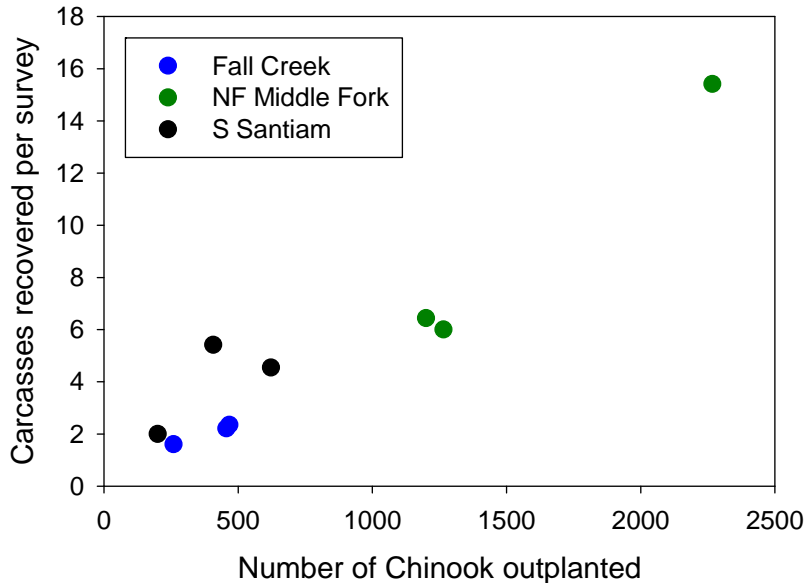 18
16
14
12
10
8
6
4
2
0
Carcasses recovered per survey
Fall Creek
NF Middle Fork
S Santiam
0 500 1000 1500 2000 2500
Number of Chinook outplanted